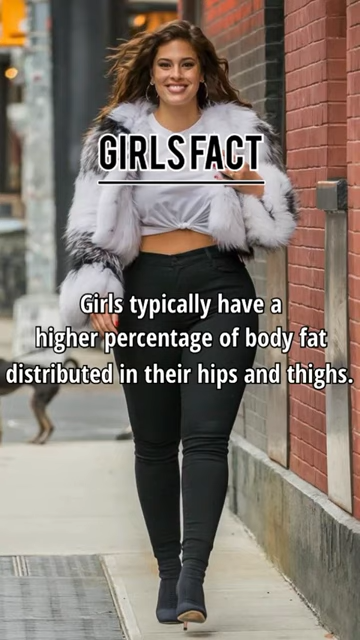 GIRLS FACT
Girls typically have a
higher percentage of body fat
distributed in their hips and thighs.